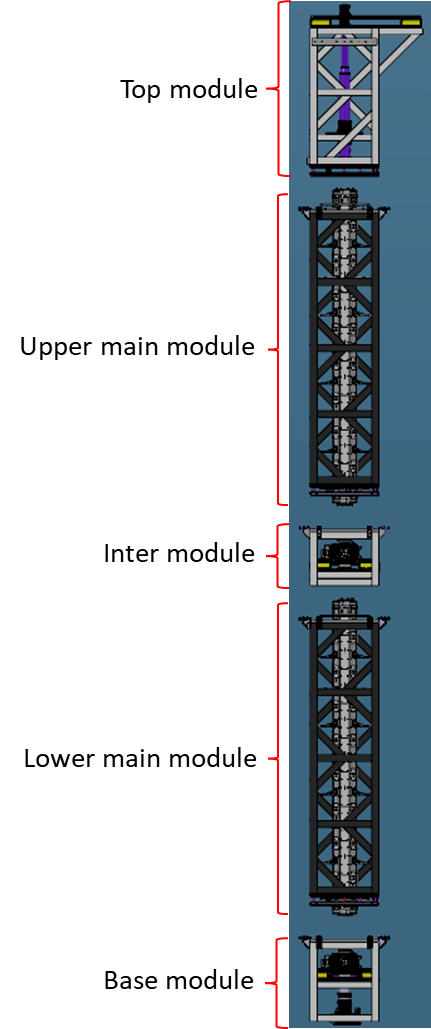 Top module
Upper main module
Inter module
Lower main module
Base module